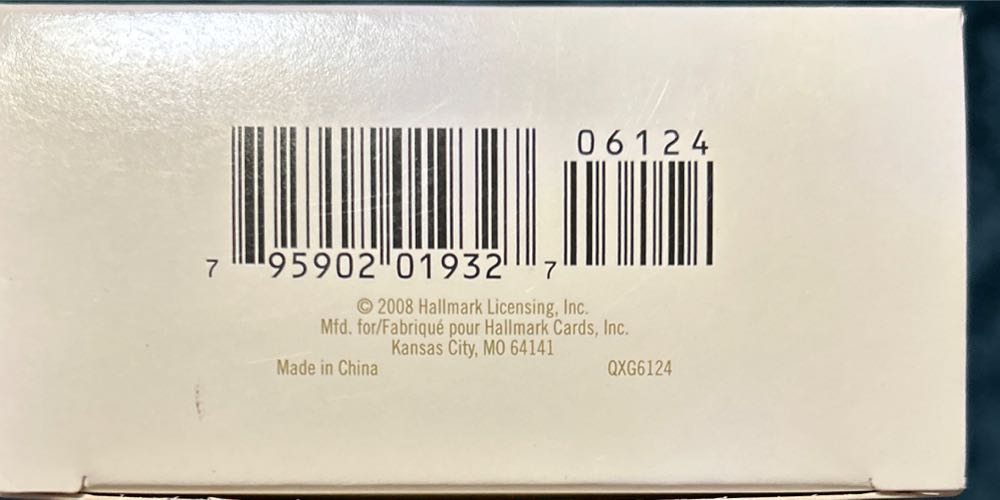 06124
7 95902 01932 7
© 2008 Hallmark Licensing, Inc.
Mfd. for/Fabriqué pour Hallmark Cards, Inc.
Kansas City, MO 64141
Made in China QXG6124